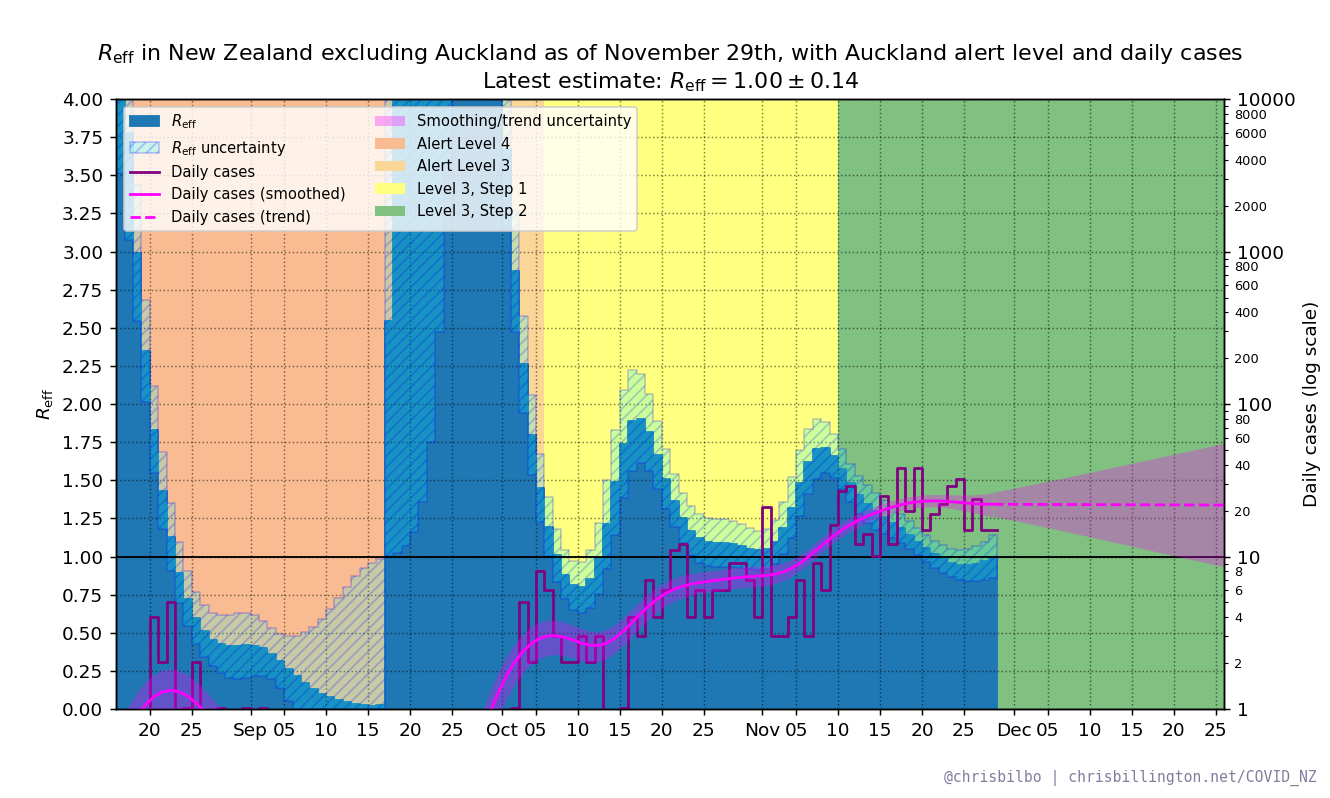 R_eff in New Zealand excluding Auckland as of November 29th, with Auckland alert level and daily cases
Latest estimate: R_eff = 1.00 ± 0.14
R_eff
R_eff uncertainty
Daily cases
Daily cases (smoothed)
Daily cases (trend)
Smoothing/trend uncertainty
Alert Level 4
Alert Level 3
Level 3, Step 1
Level 3, Step 2
4.00
3.75
3.50
3.25
3.00
2.75
2.50
2.25
2.00
1.75
1.50
1.25
1.00
0.75
0.50
0.25
0.00
R_eff
10000
8000
6000
4000
2000
1000
800
600
400
200
100
80
60
40
20
10
8
6
4
2
1
Daily cases (log scale)
20 25 Sep 05 10 15 20 25 Oct 05 10 15 20 25 Nov 05 10 15 20 25 Dec 05 10 15 20 25
@chrisbilbo | chrisbillington.net/COVID_NZ